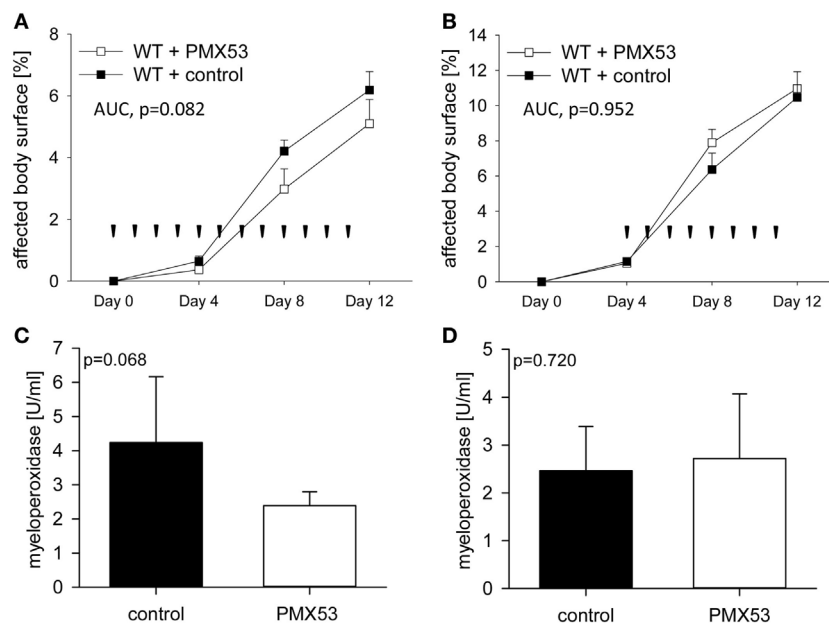 A
WT + PMX53
WT + control
AUC, p=0.082
affected body surface [%]
8
6
4
2
0
Day 0
Day 4
Day 8
Day 12
B
WT + PMX53
WT + control
AUC, p=0.952
affected body surface [%]
14
12
10
8
6
4
2
0
Day 0
Day 4
Day 8
Day 12
C
p=0.068
myeloperoxidase [U/ml]
7
6
5
4
3
2
1
0
control
PMX53
D
p=0.720
myeloperoxidase [U/ml]
5
4
3
2
1
0
control
PMX53